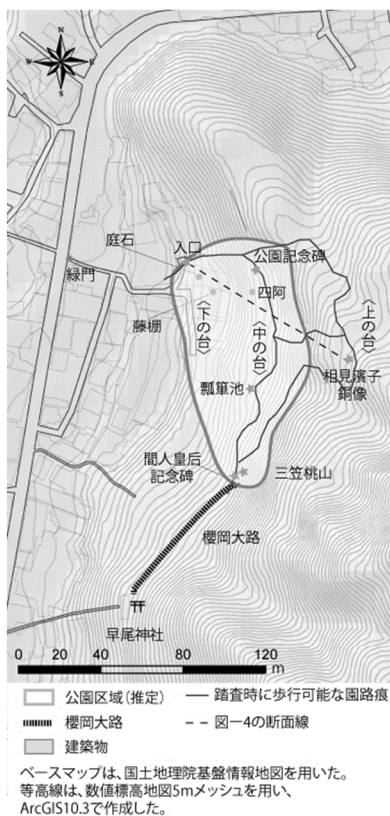 N
W
E
S
庭石
入口
公園記念碑
緑門
四阿
藤棚
〈下の台〉
〈中の台〉
〈上の台〉
相見濱子
銅像
瓢箪池
間人皇后
記念碑
三笠桃山
櫻岡大路
早尾神社
0 20 40 80 120
m
公園区域(推定)
踏査時に歩行可能な園路痕
櫻岡大路
図－4の断面線
建築物
ベースマップは、国土地理院基盤情報地図を用いた。
等高線は、数値標高地図5mメッシュを用い、
ArcGIS10.3で作成した。